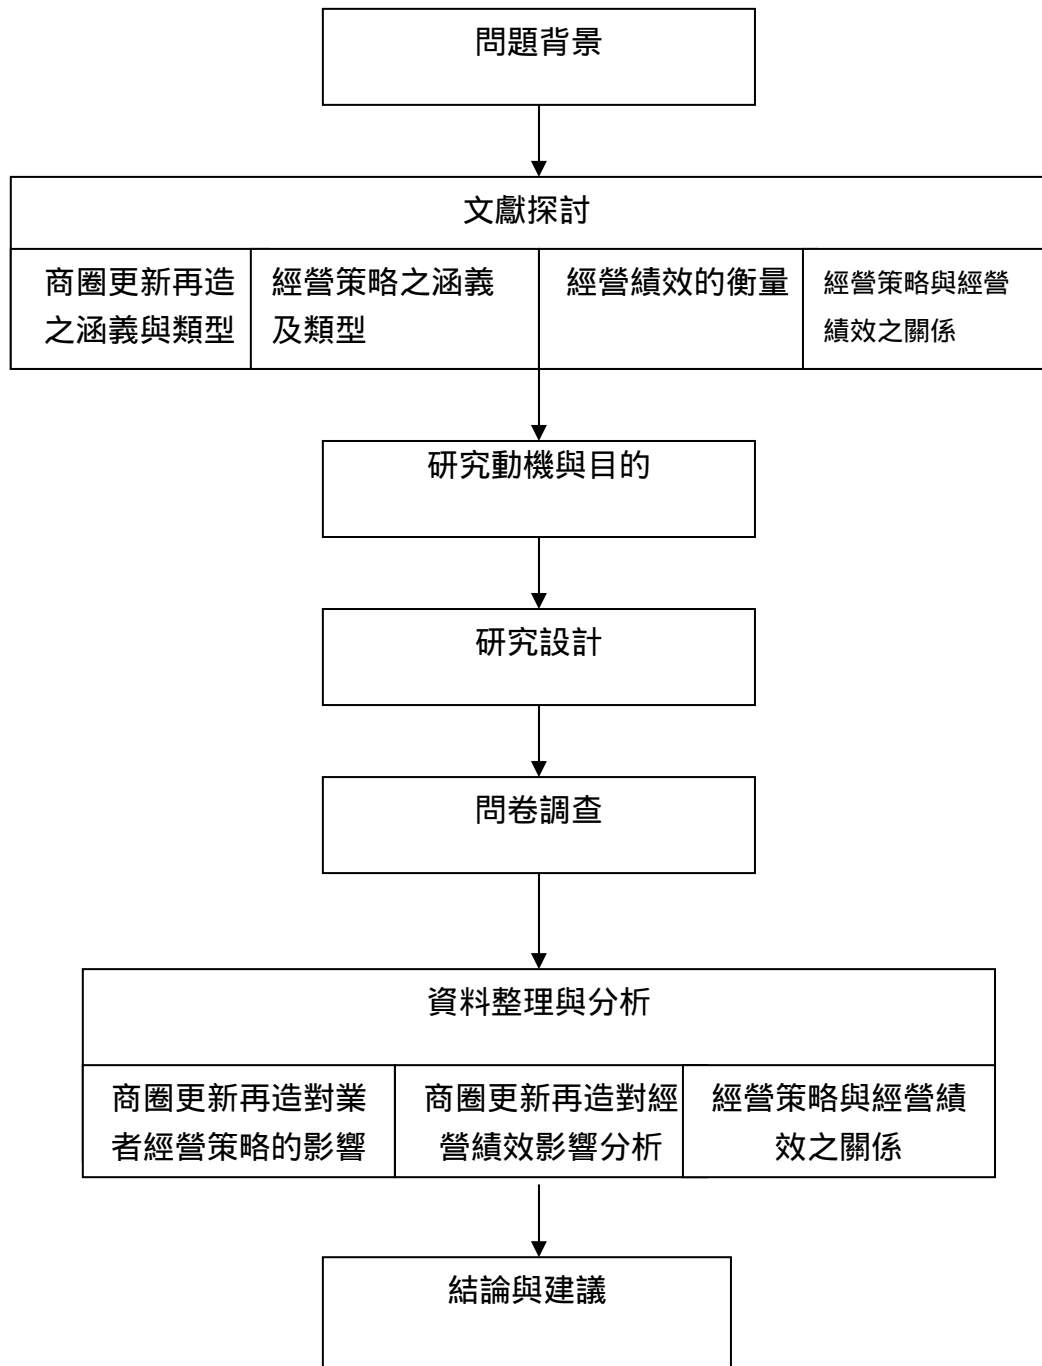 問題背景
文獻探討
商圈更新再造
之涵義與類型
經營策略之涵義
及類型
經營績效的衡量
經營策略與經營
績效之關係
研究動機與目的
研究設計
問卷調查
資料整理與分析
商圈更新再造對業
者經營策略的影響
商圈更新再造對經
營績效影響分析
經營策略與經營績
效之關係
結論與建議